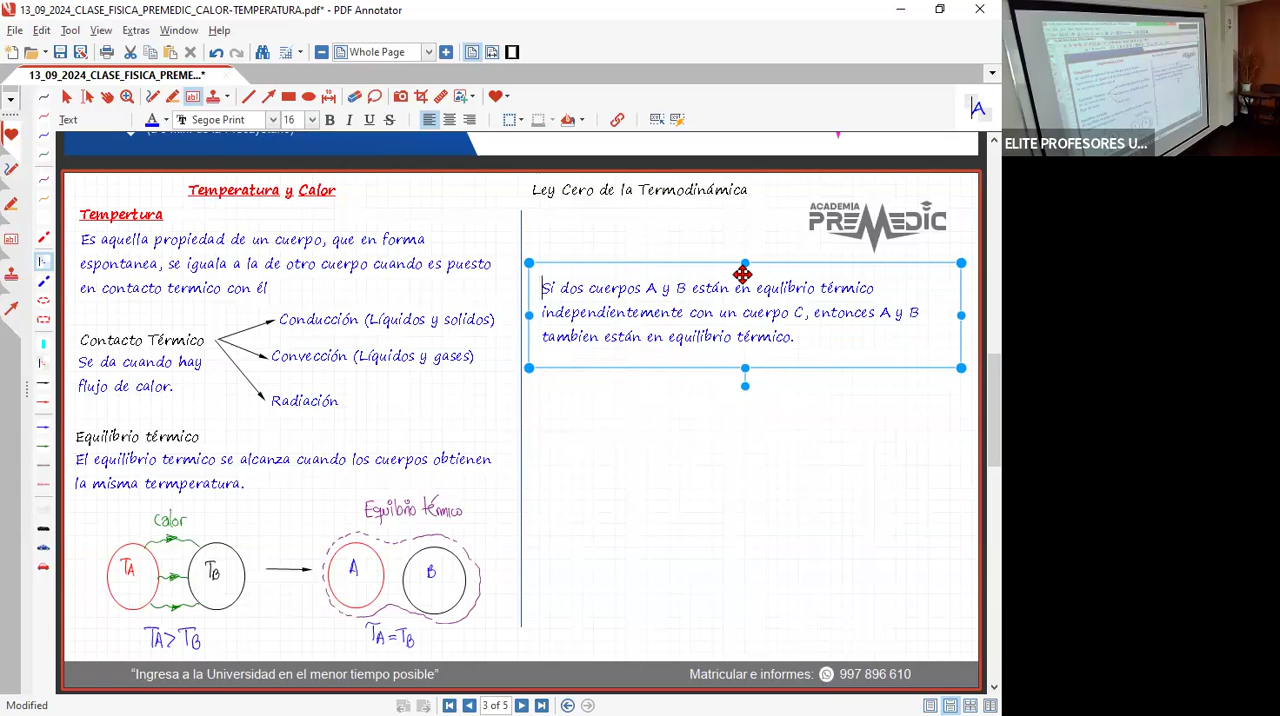 13_09_2024_CLASE_FISICA_PREMEDIC_CALOR-TEMPERATURA.pdf* - PDF Annotator
File Edit Tool View Extras Window Help
Whole Page
13_09_2024_CLASE_FISICA_PREME...*
Text
Segoe Print
16
B I U
ELITE PROFESORES U...
Temperatura y Calor
Tempertura
Es aquella propiedad de un cuerpo, que en forma
espontanea, se iguala a la de otro cuerpo cuando es puesto
en contacto termico con él
Contacto Térmico
Se da cuando hay
flujo de calor.
Conducción (Líquidos y solidos)
Convección (Líquidos y gases)
Radiación
Equilibrio térmico
El equilibrio termico se alcanza cuando los cuerpos obtienen
la misma termperatura.
Calor
TA
TB
TA > TB
Equilibrio térmico
A
B
TA = TB
Ley Cero de la Termodinámica
ACADEMIA
PREMEDIC
Si dos cuerpos A y B están en equlibrio térmico
independientemente con un cuerpo C, entonces A y B
tambien están en equilibrio térmico.
“Ingresa a la Universidad en el menor tiempo posible”
Matricular e informes: 997 896 610
Modified
3 of 5